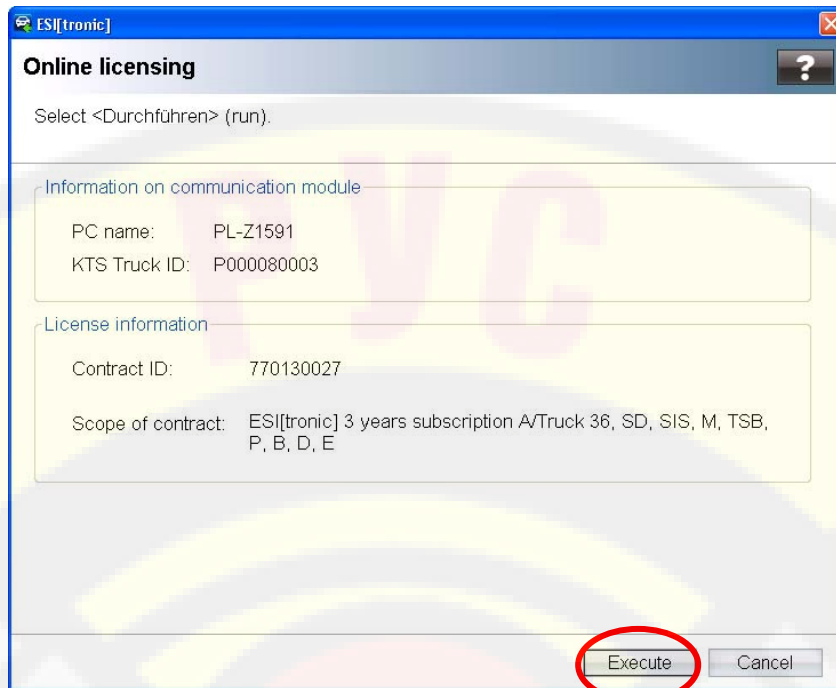 ESI[tronic]
Online licensing
?
Select <Durchführen> (run).
Information on communication module
PC name: PL-Z1591
KTS Truck ID: P000080003
License information
Contract ID: 770130027
Scope of contract: ESI[tronic] 3 years subscription A/Truck 36, SD, SIS, M, TSB,
P, B, D, E
Execute Cancel
РУС